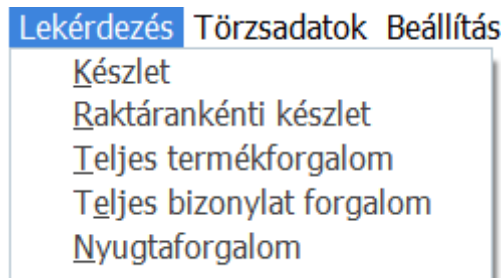 Lekérdezés Törzsadatok Beállítás
Készlet
Raktárankénti készlet
Teljes termékforgalom
Teljes bizonylat forgalom
Nyugtaforgalom